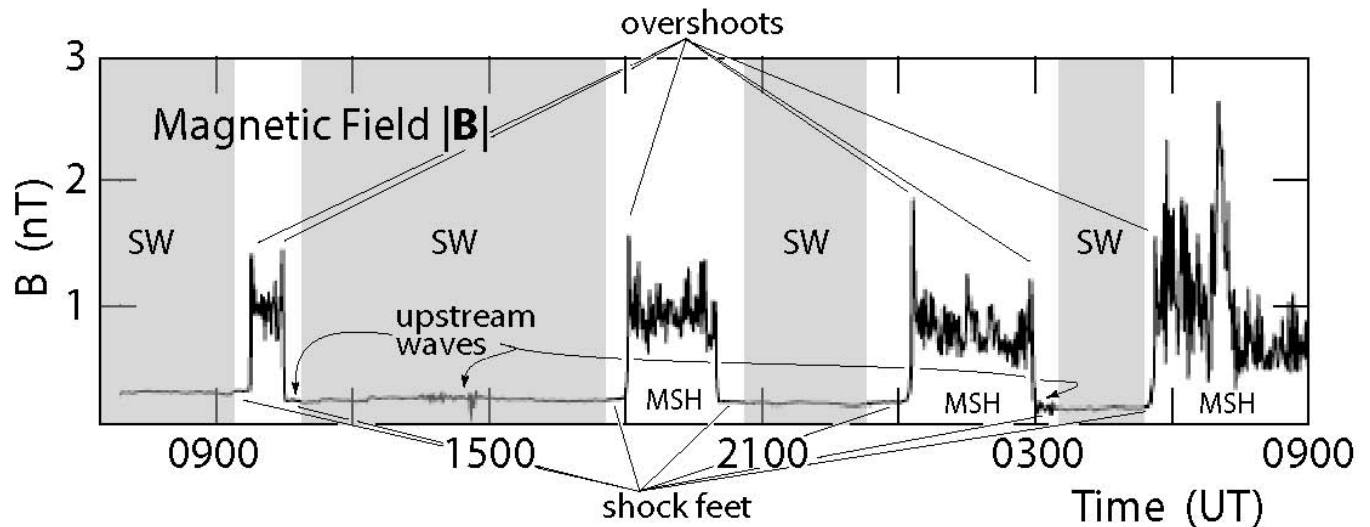 overshoots
3
Magnetic Field |B|
2
B (nT)
SW
SW
SW
SW
1
upstream
waves
MSH
MSH
MSH
0900
1500
2100
0300
0900
shock feet
Time (UT)